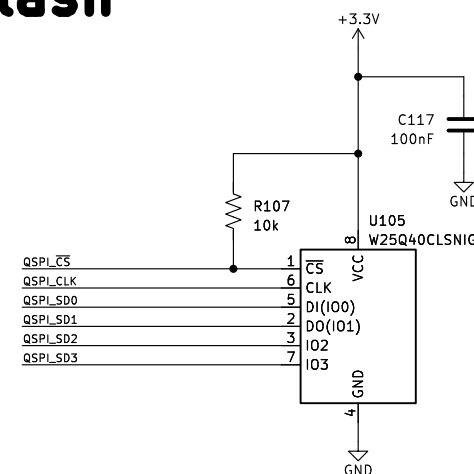 +3.3V
C117
100nF
GND
R107
10k
U105
W25Q40CLSNIG
8
VCC
QSPI_CS 1 CS
QSPI_CLK 6 CLK
QSPI_SD0 5 DI(IO0)
QSPI_SD1 2 DO(IO1)
QSPI_SD2 3 IO2
QSPI_SD3 7 IO3
GND
4
GND